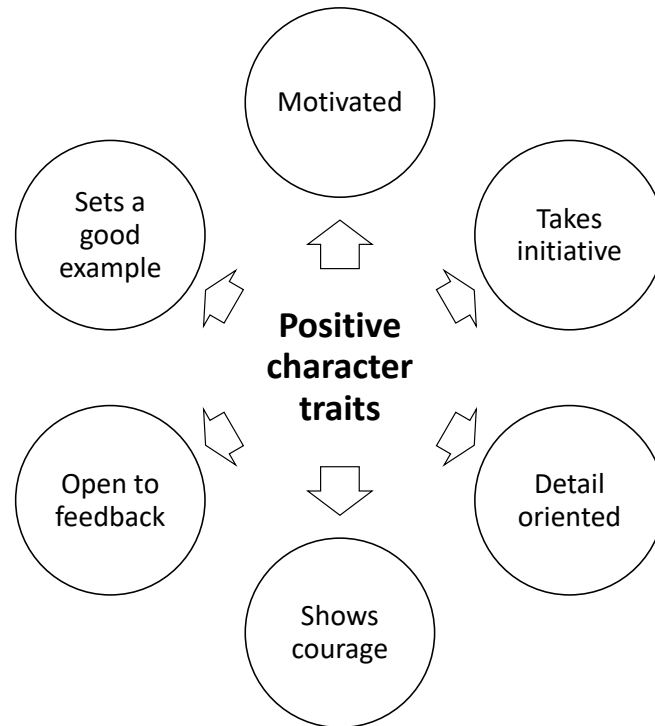 Motivated
Sets a
good
example
Takes
initiative
Positive
character
traits
Open to
feedback
Detail
oriented
Shows
courage